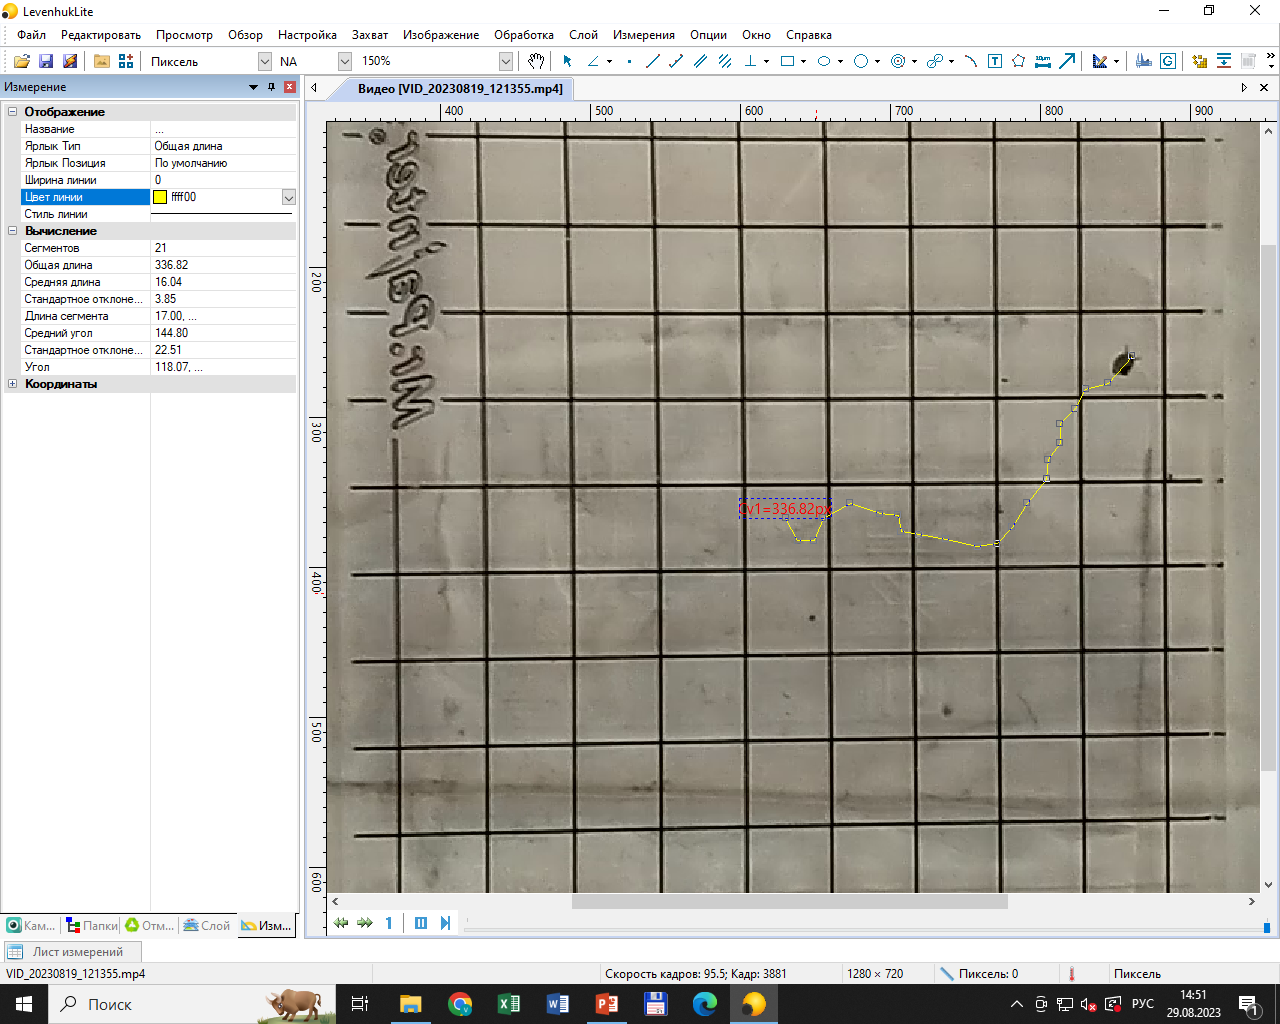 LevenhukLite
Файл Редактировать Просмотр Обзор Настройка Захват Изображение Обработка Слой Измерения Опции Окно Справка
Пиксель NA 150%
Измерение
Видео [VID_20230819_121355.mp4]
400 500 600 700 800 900
Отображение
Название ...
Ярлык Тип Общая длина
Ярлык Позиция По умолчанию
Ширина линии 0
Цвет линии ffff00
Стиль линии
Вычисление
Сегментов 21
Общая длина 336.82
Средняя длина 16.04
Стандартное отклоне... 3.85
Длина сегмента 17.00, ...
Средний угол 144.80
Стандартное отклоне... 22.51
Угол 118.07, ...
Координаты
200
300
400
500
600
Mr. Painter
Cv1=336.82px
1
Кам... Папки Отм... Слой Изм...
Лист измерений
VID_20230819_121355.mp4 Скорость кадров: 95.5; Кадр: 3881 1280 × 720 Пиксель: 0 Пиксель
Поиск
РУС
14:51
29.08.2023
1